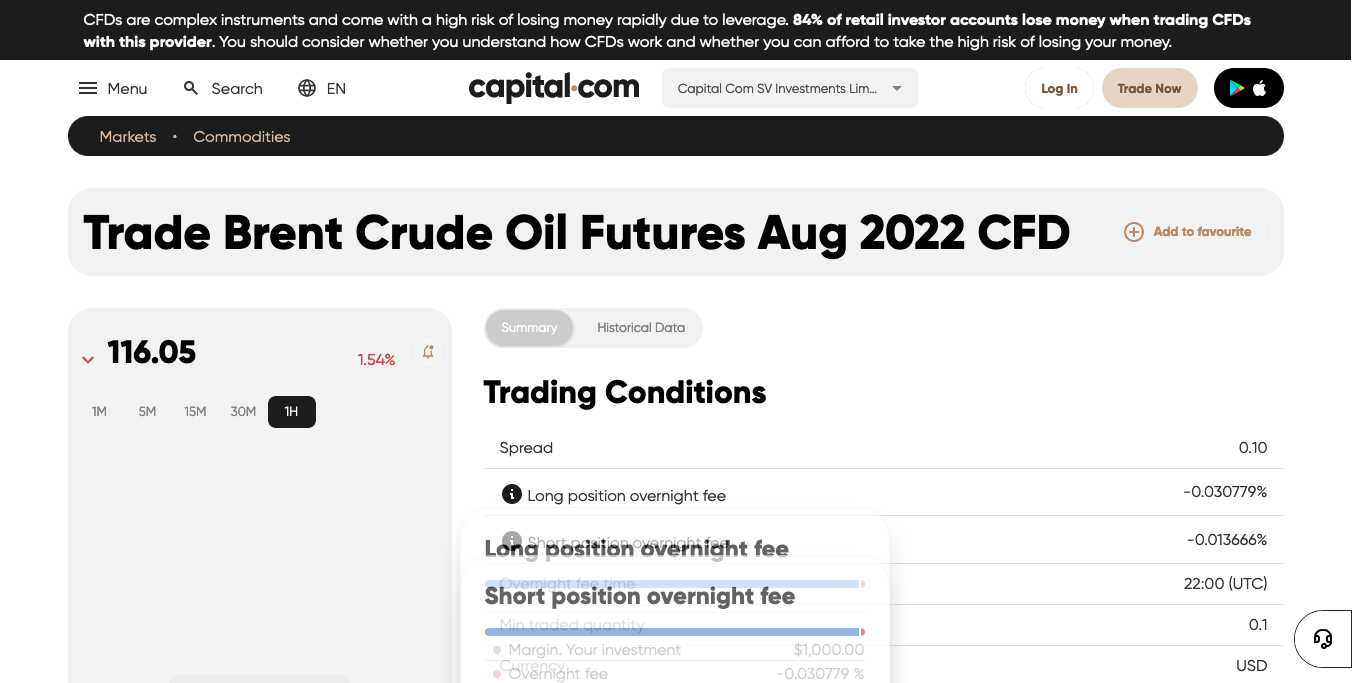 CFDs are complex instruments and come with a high risk of losing money rapidly due to leverage. 84% of retail investor accounts lose money when trading CFDs
with this provider. You should consider whether you understand how CFDs work and whether you can afford to take the high risk of losing your money.
Menu Search EN capital.com Capital Com SV Investments Lim... Log In Trade Now
Markets • Commodities
Trade Brent Crude Oil Futures Aug 2022 CFD Add to favourite
116.05 1.54%
1M 5M 15M 30M 1H
Summary Historical Data
Trading Conditions
Spread 0.10
Long position overnight fee -0.030779%
Short position overnight fee -0.013666%
Long position overnight fee
Overnight fee time 22:00 (UTC)
Short position overnight fee
Min traded quantity 0.1
Margin. Your investment $1,000.00
Currency USD
Overnight fee -0.030779 %